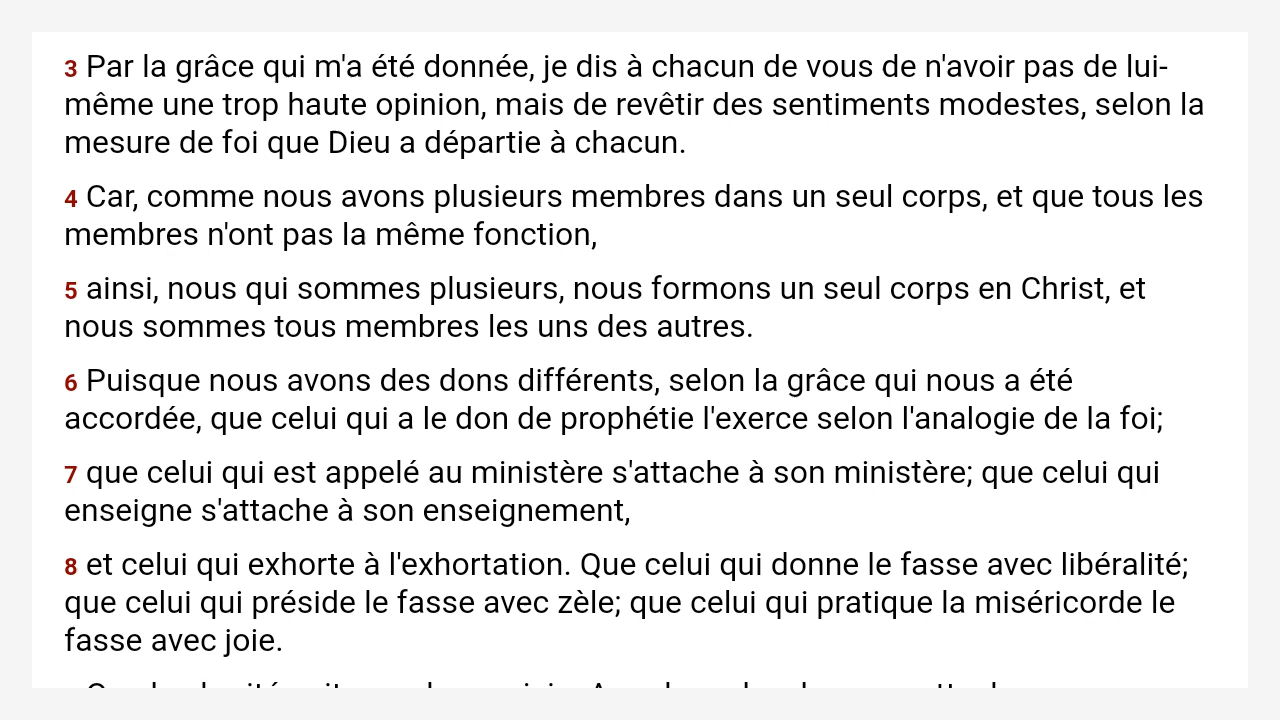 3 Par la grâce qui m'a été donnée, je dis à chacun de vous de n'avoir pas de lui-
même une trop haute opinion, mais de revêtir des sentiments modestes, selon la
mesure de foi que Dieu a départie à chacun.
4 Car, comme nous avons plusieurs membres dans un seul corps, et que tous les
membres n'ont pas la même fonction,
5 ainsi, nous qui sommes plusieurs, nous formons un seul corps en Christ, et
nous sommes tous membres les uns des autres.
6 Puisque nous avons des dons différents, selon la grâce qui nous a été
accordée, que celui qui a le don de prophétie l'exerce selon l'analogie de la foi;
7 que celui qui est appelé au ministère s'attache à son ministère; que celui qui
enseigne s'attache à son enseignement,
8 et celui qui exhorte à l'exhortation. Que celui qui donne le fasse avec libéralité;
que celui qui préside le fasse avec zèle; que celui qui pratique la miséricorde le
fasse avec joie.